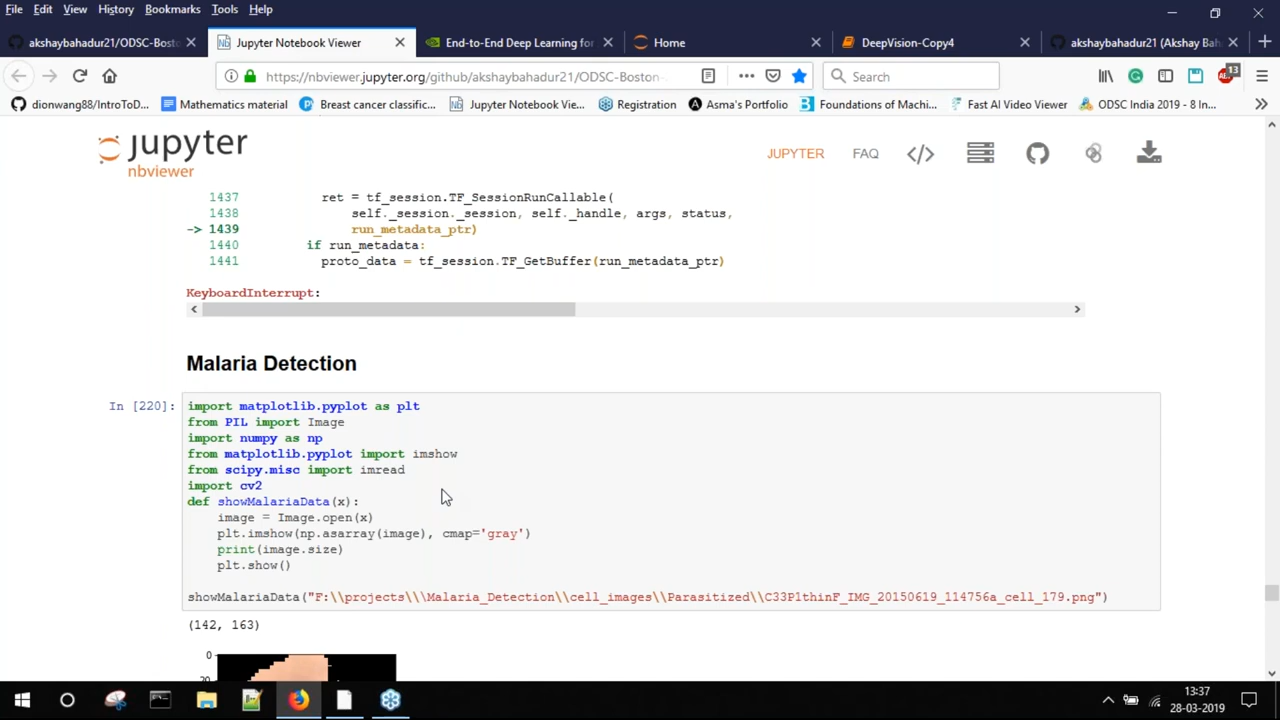 File Edit View History Bookmarks Tools Help
akshaybahadur21/ODSC-Bosto
Jupyter Notebook Viewer
End-to-End Deep Learning for
Home
DeepVision-Copy4
akshaybahadur21 (Akshay Bah
https://nbviewer.jupyter.org/github/akshaybahadur21/ODSC-Boston-
Search
13
dionwang88/IntroToD...
Mathematics material
Breast cancer classific...
Jupyter Notebook Vie...
Registration
Asma's Portfolio
Foundations of Machi...
Fast AI Video Viewer
ODSC India 2019 - 8 In...
jupyter
nbviewer
JUPYTER FAQ
1437 ret = tf_session.TF_SessionRunCallable(
1438 self._session._session, self._handle, args, status,
-> 1439 run_metadata_ptr)
1440 if run_metadata:
1441 proto_data = tf_session.TF_GetBuffer(run_metadata_ptr)
KeyboardInterrupt:
Malaria Detection
In [220]: import matplotlib.pyplot as plt
from PIL import Image
import numpy as np
from matplotlib.pyplot import imshow
from scipy.misc import imread
import cv2
def showMalariaData(x):
image = Image.open(x)
plt.imshow(np.asarray(image), cmap='gray')
print(image.size)
plt.show()
showMalariaData("F:\\projects\\\Malaria_Detection\\cell_images\\Parasitized\\C33P1thinF_IMG_20150619_114756a_cell_179.png")
(142, 163)
0
20
13:37
28-03-2019